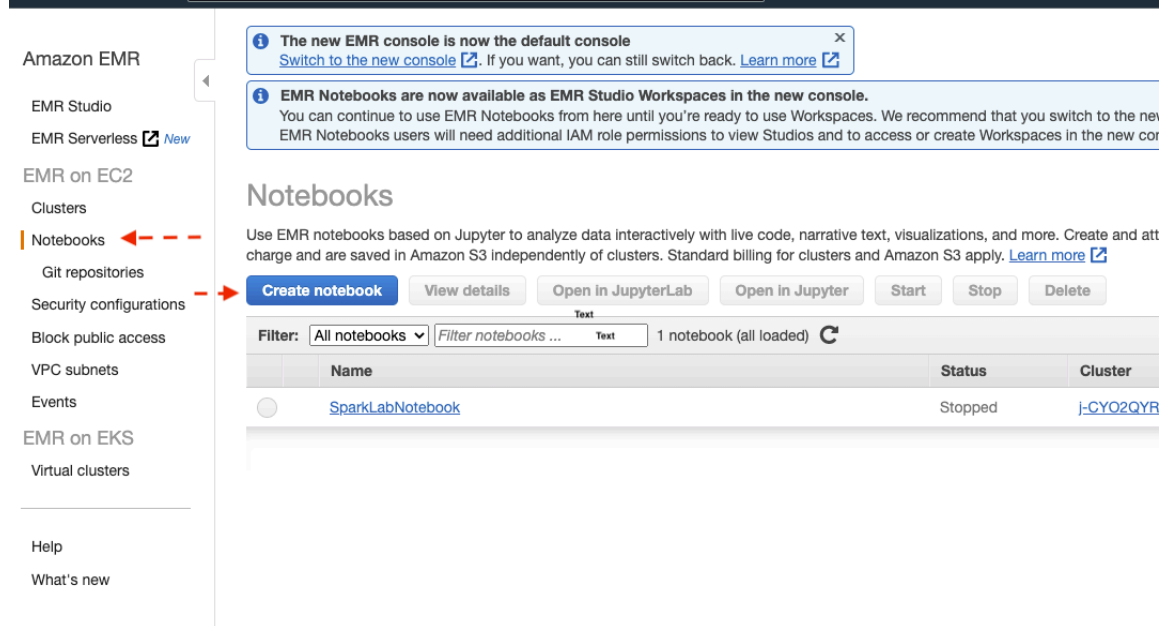 Amazon EMR
EMR Studio
EMR Serverless New
EMR on EC2
Clusters
Notebooks
Git repositories
Security configurations
Block public access
VPC subnets
Events
EMR on EKS
Virtual clusters
Help
What's new
The new EMR console is now the default console
Switch to the new console. If you want, you can still switch back. Learn more
EMR Notebooks are now available as EMR Studio Workspaces in the new console.
You can continue to use EMR Notebooks from here until you're ready to use Workspaces. We recommend that you switch to the
EMR Notebooks users will need additional IAM role permissions to view Studios and to access or create Workspaces in the new
Notebooks
Use EMR notebooks based on Jupyter to analyze data interactively with live code, narrative text, visualizations, and more. Create and
charge and are saved in Amazon S3 independently of clusters. Standard billing for clusters and Amazon S3 apply. Learn more
Create notebook View details Open in JupyterLab Open in Jupyter Start Stop Delete
Text
Filter: All notebooks Filter notebooks ... Text 1 notebook (all loaded)
Name Status Cluster
SparkLabNotebook Stopped j-CYO2QYR